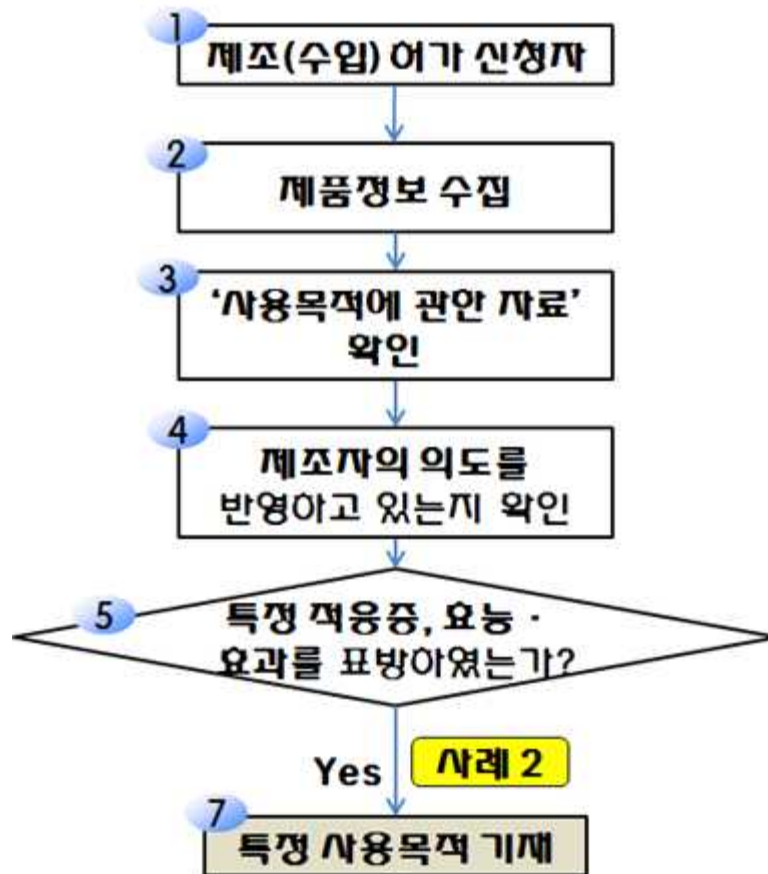 1
제조(수입) 허가 신청자
2
제품정보 수집
3
‘사용목적에 관한 자료’
확인
4
제조자의 의도를
반영하고 있는지 확인
5
특정 적응증, 효능 ·
효과를 표방하였는가?
Yes
사례 2
7
특정 사용목적 기재